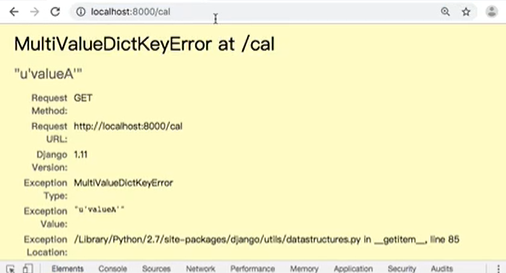 localhost:8000/cal
MultiValueDictKeyError at /cal
"u'valueA'"
Request Method: GET
Request URL: http://localhost:8000/cal
Django Version: 1.11
Exception Type: MultiValueDictKeyError
Exception Value: "u'valueA'"
Exception Location: /Library/Python/2.7/site-packages/django/utils/datastructures.py in __getitem__, line 85
Elements Console Sources Network Performance Memory Application Security Audits